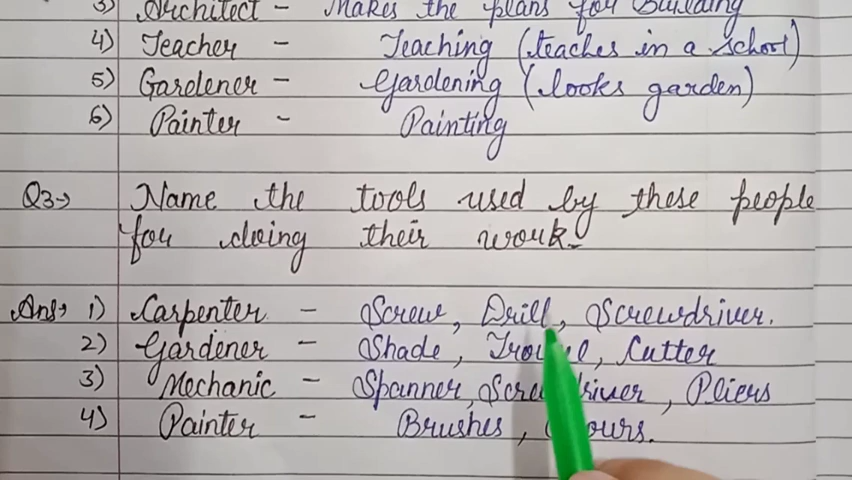 3) Architect - Makes the plans for Building
4) Teacher - Teaching (teaches in a school)
5) Gardener - Gardening (looks garden)
6) Painter - Painting
Q3→ Name the tools used by these people
for doing their work.
Ans→ 1) Carpenter - Screw, Drill, Screwdriver.
2) Gardener - Shade, Cutter
3) Mechanic - Spanner, Screwdriver, Pliers
4) Painter - Brushes,